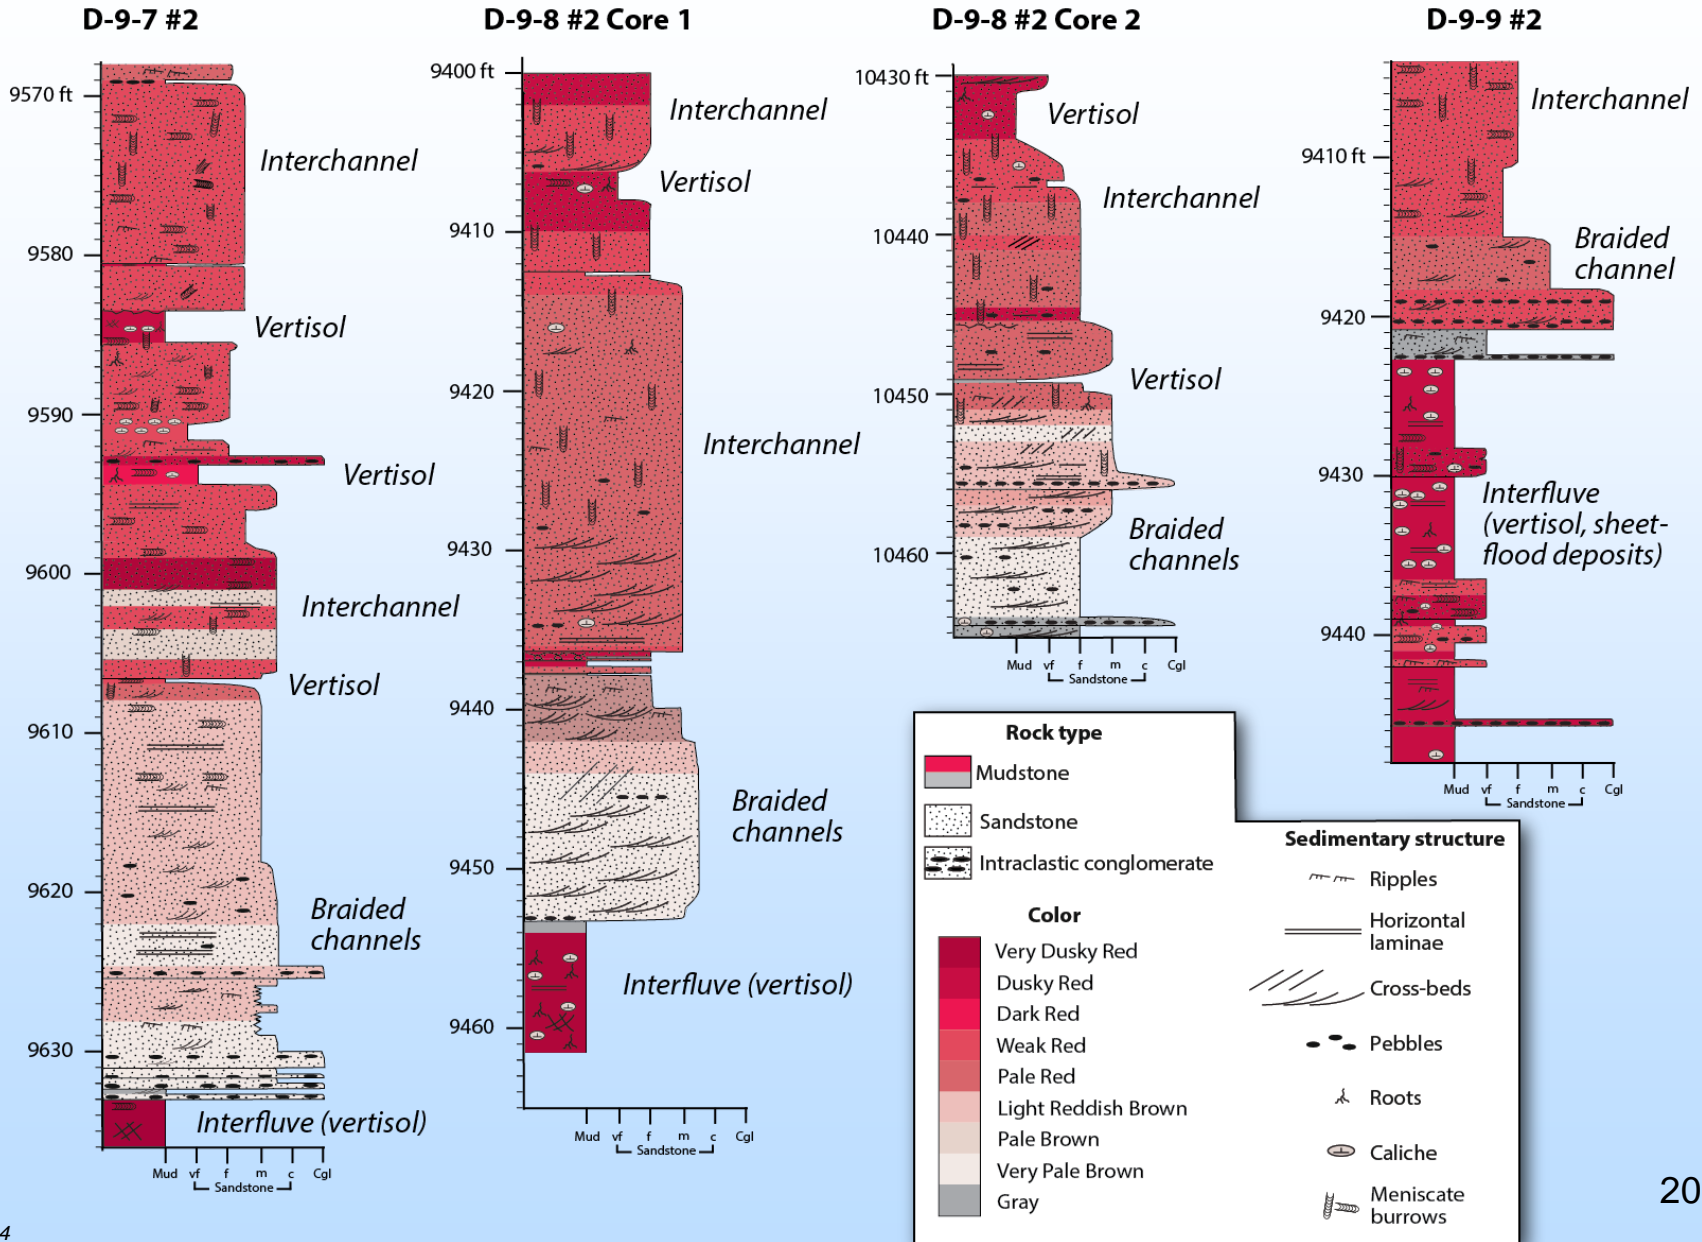 D-9-7 #2
D-9-8 #2 Core 1
D-9-8 #2 Core 2
D-9-9 #2
9570 ft
9580
9590
9600
9610
9620
9630
Interchannel
Vertisol
Vertisol
Interchannel
Vertisol
Braided
channels
Interfluve (vertisol)
Mud vf f m c Cgl
Sandstone
9400 ft
9410
9420
9430
9440
9450
9460
Interchannel
Vertisol
Interchannel
Braided
channels
Interfluve (vertisol)
Mud vf f m c Cgl
Sandstone
10430 ft
10440
10450
10460
Vertisol
Interchannel
Vertisol
Braided
channels
Mud vf f m c Cgl
Sandstone
9410 ft
9420
9430
9440
Interchannel
Braided
channel
Interfluve
(vertisol, sheet-
flood deposits)
Mud vf f m c Cgl
Sandstone
Rock type
Mudstone
Sandstone
Intraclastic conglomerate
Color
Very Dusky Red
Dusky Red
Dark Red
Weak Red
Pale Red
Light Reddish Brown
Pale Brown
Very Pale Brown
Gray
Sedimentary structure
Ripples
Horizontal
laminae
Cross-beds
Pebbles
Roots
Caliche
Meniscate
burrows
20
4